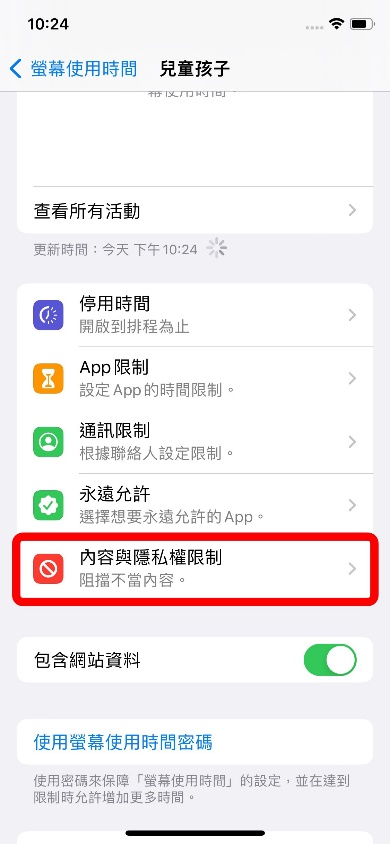 10:24
螢幕使用時間
兒童孩子
幕使用時間。
查看所有活動
更新時間：今天 下午10:24
停用時間
開啟到排程為止
App 限制
設定 App 的時間限制。
通訊限制
根據聯絡人設定限制。
永遠允許
選擇想要永遠允許的 App。
內容與隱私權限制
阻擋不當內容。
包含網站資料
使用螢幕使用時間密碼
使用密碼來保障「螢幕使用時間」的設定，並在達到
限制時允許增加更多時間。